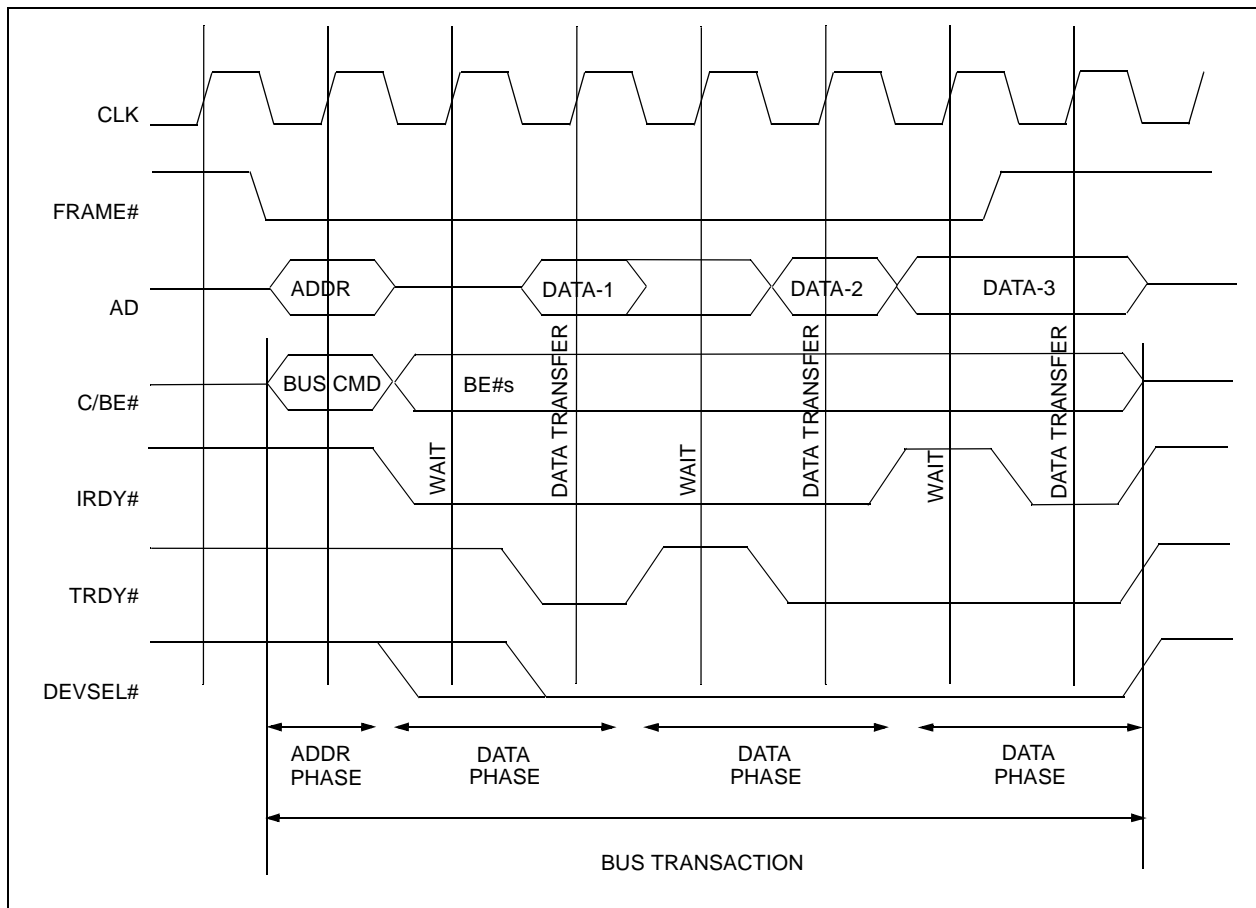 CLK
FRAME#
AD
ADDR
DATA-1
DATA-2
DATA-3
C/BE#
BUS CMD
BE#s
IRDY#
WAIT
DATA TRANSFER
WAIT
DATA TRANSFER
WAIT
DATA TRANSFER
TRDY#
DEVSEL#
ADDR
PHASE
DATA
PHASE
DATA
PHASE
DATA
PHASE
BUS TRANSACTION